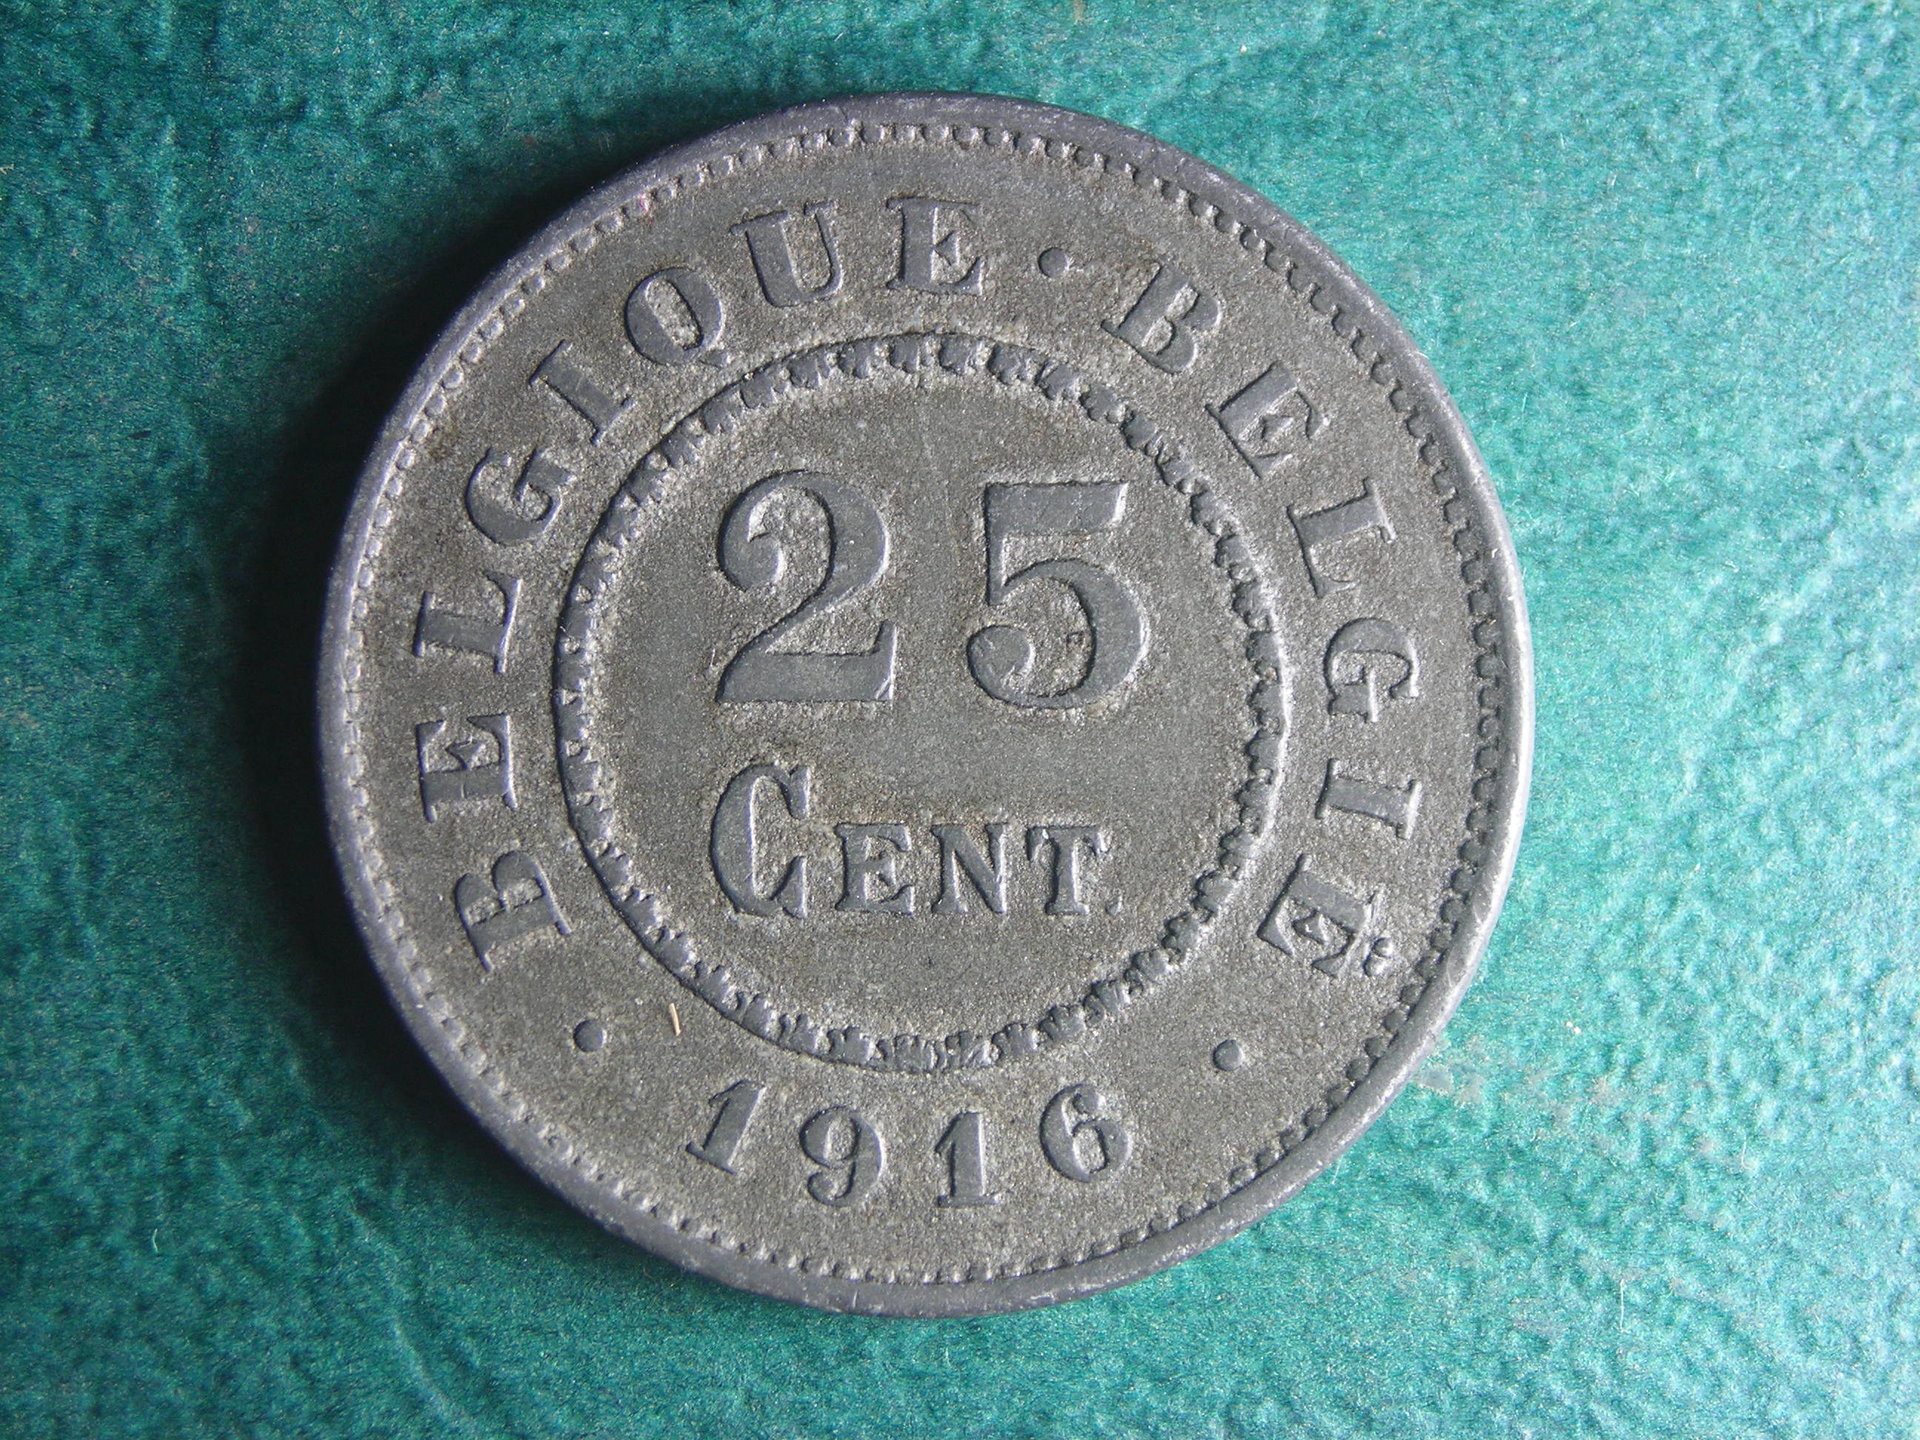 BELGIQUE · BELGIË
25
CENT.
· 1916 ·